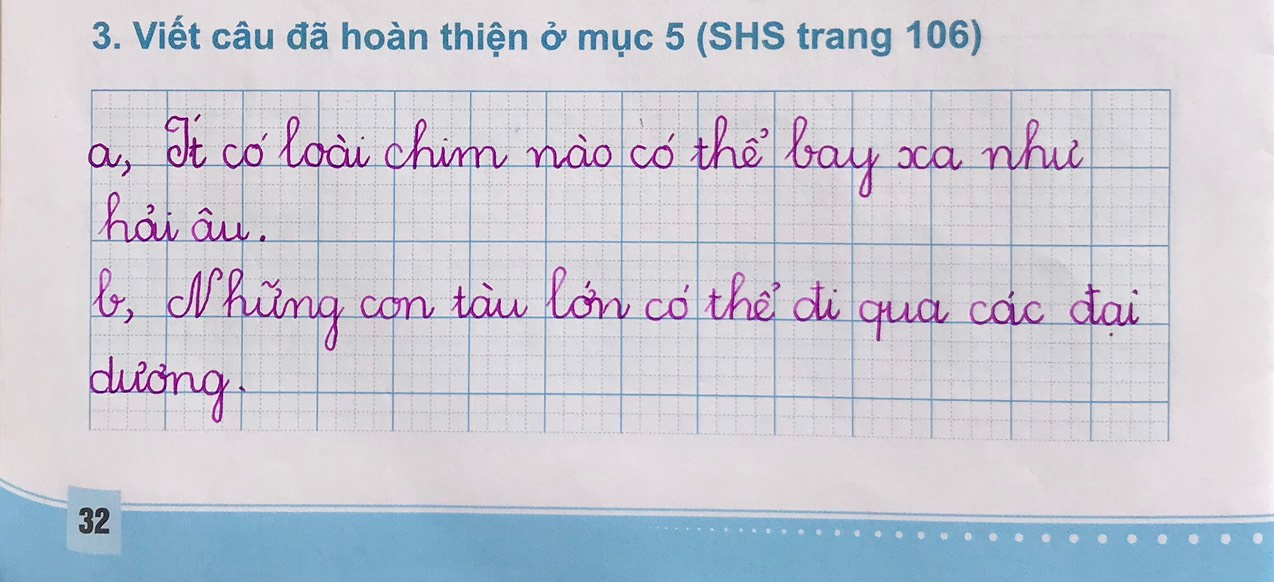 3. Viết câu đã hoàn thiện ở mục 5 (SHS trang 106)
a, Ít có loài chim nào có thể bay xa như
hải âu.
b, Những con tàu lớn có thể đi qua các đại
dương.
32